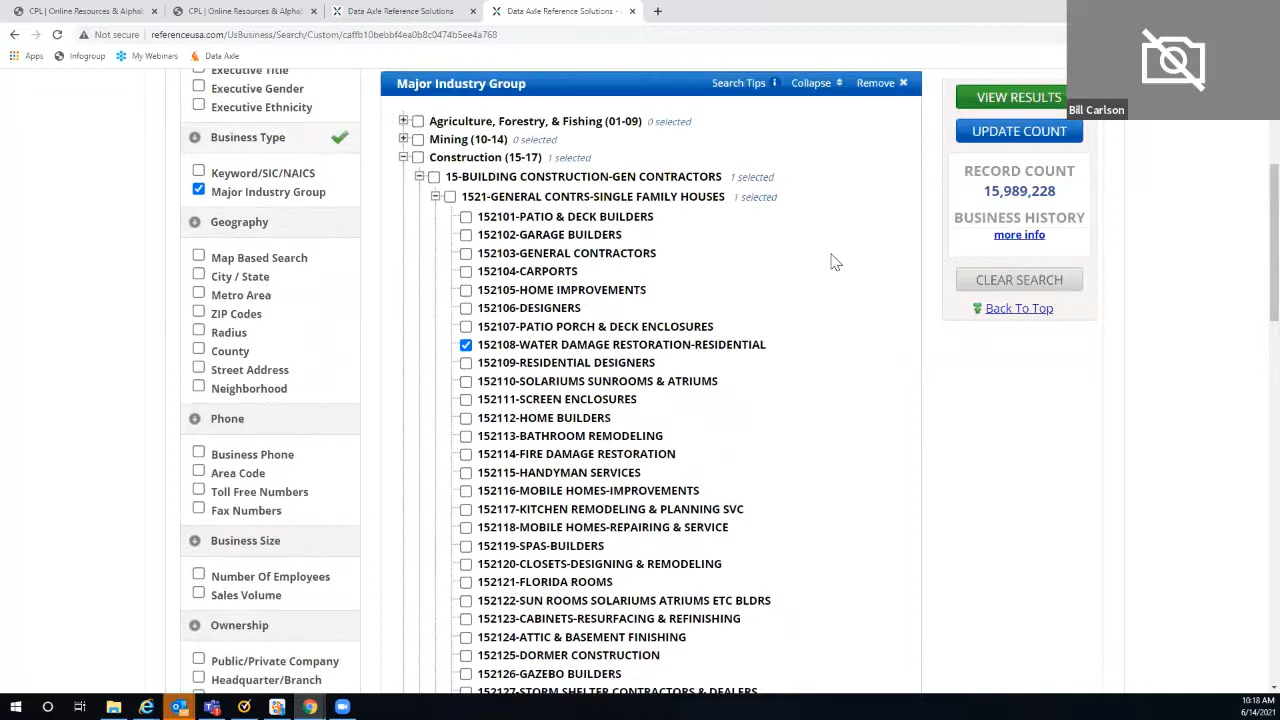 CPL | Online Resources & Alphab
CPL | Online Resources & Alphab
Data Axle Reference Solutions
Data Axle Reference Solutions -
Not secure
referenceusa.com/UsBusiness/Search/Custom/caffb10bebbf4ea0b8c0474b5ee4a768
Apps
Infogroup
My Webinars
Data Axle
Executive Title
Executive Gender
Executive Ethnicity
Business Type
Keyword/SIC/NAICS
Major Industry Group
Geography
Map Based Search
City / State
Metro Area
ZIP Codes
Radius
County
Street Address
Neighborhood
Phone
Business Phone
Area Code
Toll Free Numbers
Fax Numbers
Business Size
Number Of Employees
Sales Volume
Ownership
Public/Private Company
Headquarter/Branch
Major Industry Group
Search Tips
Collapse
Remove
Agriculture, Forestry, & Fishing (01-09) 0 selected
Mining (10-14) 0 selected
Construction (15-17) 1 selected
15-BUILDING CONSTRUCTION-GEN CONTRACTORS 1 selected
1521-GENERAL CONTRS-SINGLE FAMILY HOUSES 1 selected
152101-PATIO & DECK BUILDERS
152102-GARAGE BUILDERS
152103-GENERAL CONTRACTORS
152104-CARPORTS
152105-HOME IMPROVEMENTS
152106-DESIGNERS
152107-PATIO PORCH & DECK ENCLOSURES
152108-WATER DAMAGE RESTORATION-RESIDENTIAL
152109-RESIDENTIAL DESIGNERS
152110-SOLARIUMS SUNROOMS & ATRIUMS
152111-SCREEN ENCLOSURES
152112-HOME BUILDERS
152113-BATHROOM REMODELING
152114-FIRE DAMAGE RESTORATION
152115-HANDYMAN SERVICES
152116-MOBILE HOMES-IMPROVEMENTS
152117-KITCHEN REMODELING & PLANNING SVC
152118-MOBILE HOMES-REPAIRING & SERVICE
152119-SPAS-BUILDERS
152120-CLOSETS-DESIGNING & REMODELING
152121-FLORIDA ROOMS
152122-SUN ROOMS SOLARIUMS ATRIUMS ETC BLDRS
152123-CABINETS-RESURFACING & REFINISHING
152124-ATTIC & BASEMENT FINISHING
152125-DORMER CONSTRUCTION
152126-GAZEBO BUILDERS
152127-STORM SHELTER CONTRACTORS & DEALERS
VIEW RESULTS
UPDATE COUNT
RECORD COUNT
15,989,228
BUSINESS HISTORY
more info
CLEAR SEARCH
Back To Top
Bill Carlson
10:18 AM
6/14/2021